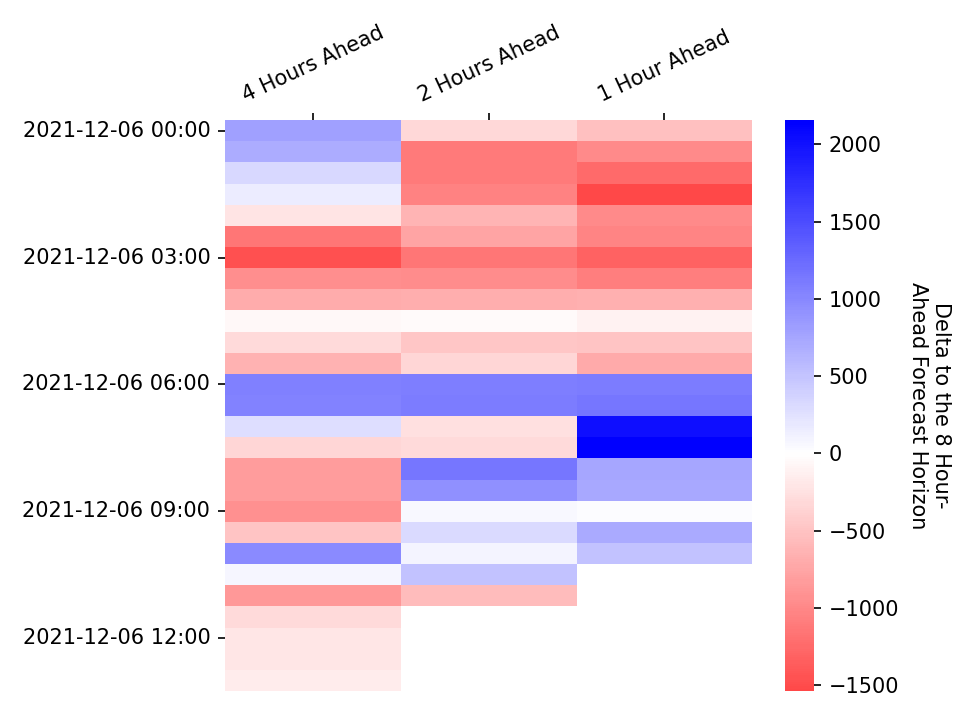 4 Hours Ahead
2 Hours Ahead
1 Hour Ahead
2021-12-06 00:00
2021-12-06 03:00
2021-12-06 06:00
2021-12-06 09:00
2021-12-06 12:00
2000
1500
1000
500
0
−500
−1000
−1500
Delta to the 8 Hour-
Ahead Forecast Horizon